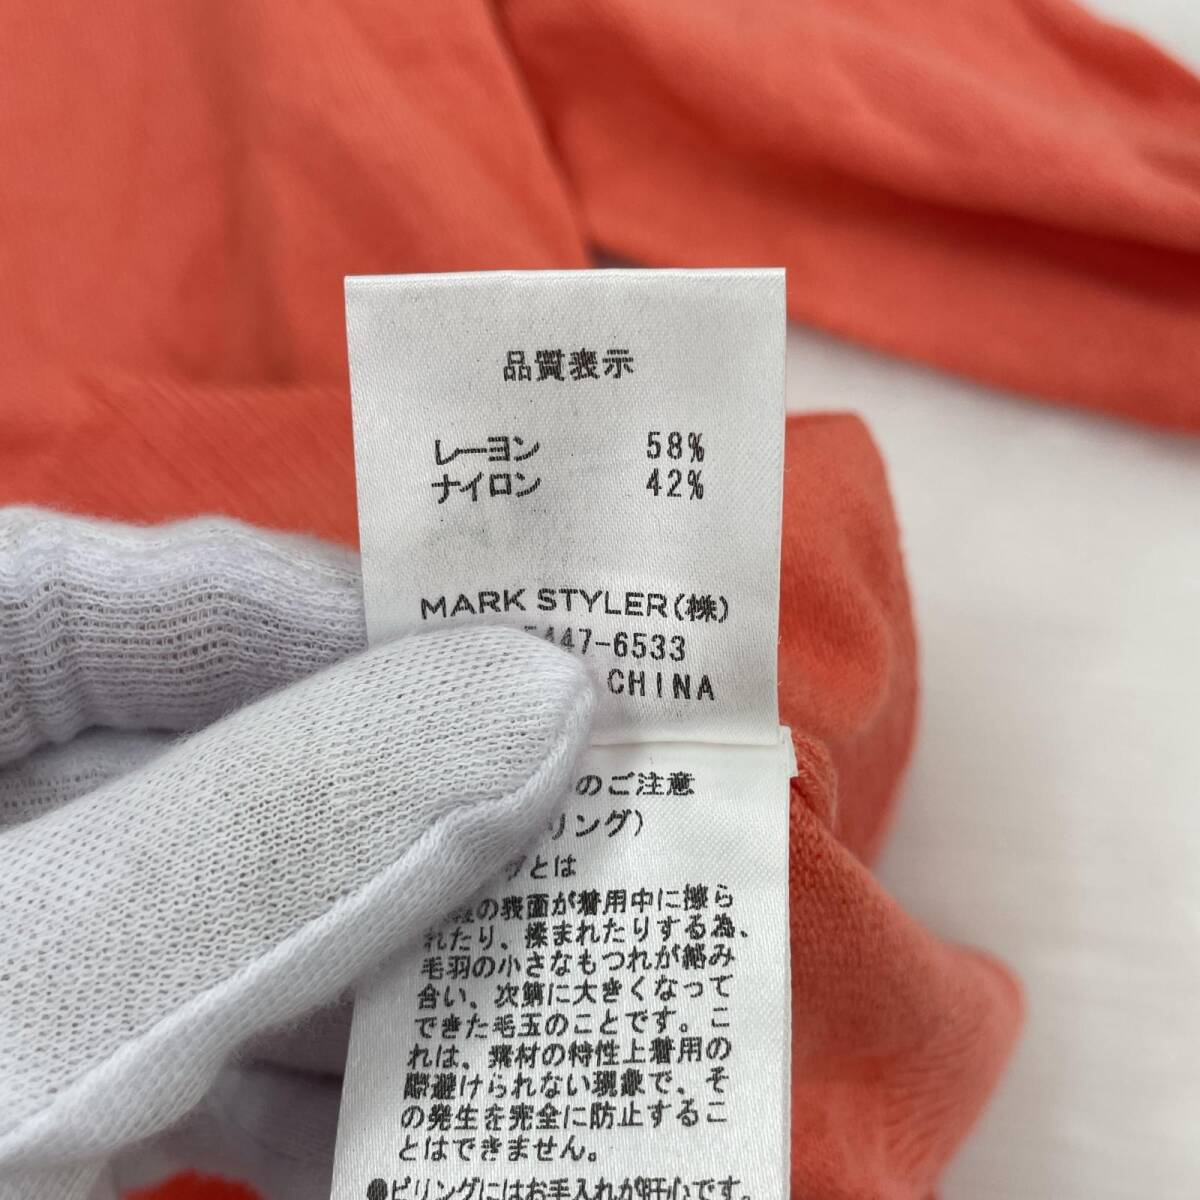 品質表示
レーヨン 58%
ナイロン 42%
MARK STYLER(株)
5447-6533
CHINA
のご注意
リング)
とは
の表面が着用中に擦ら
れたり、揉まれたりする為、
毛羽の小さなもつれが絡み
合い、次第に大きくなって
できた毛玉のことです。こ
れは、素材の特性上着用の
際避けられない現象で、そ
の発生を完全に防止するこ
とはできません。
●ピリングにはお手入れが肝心です。